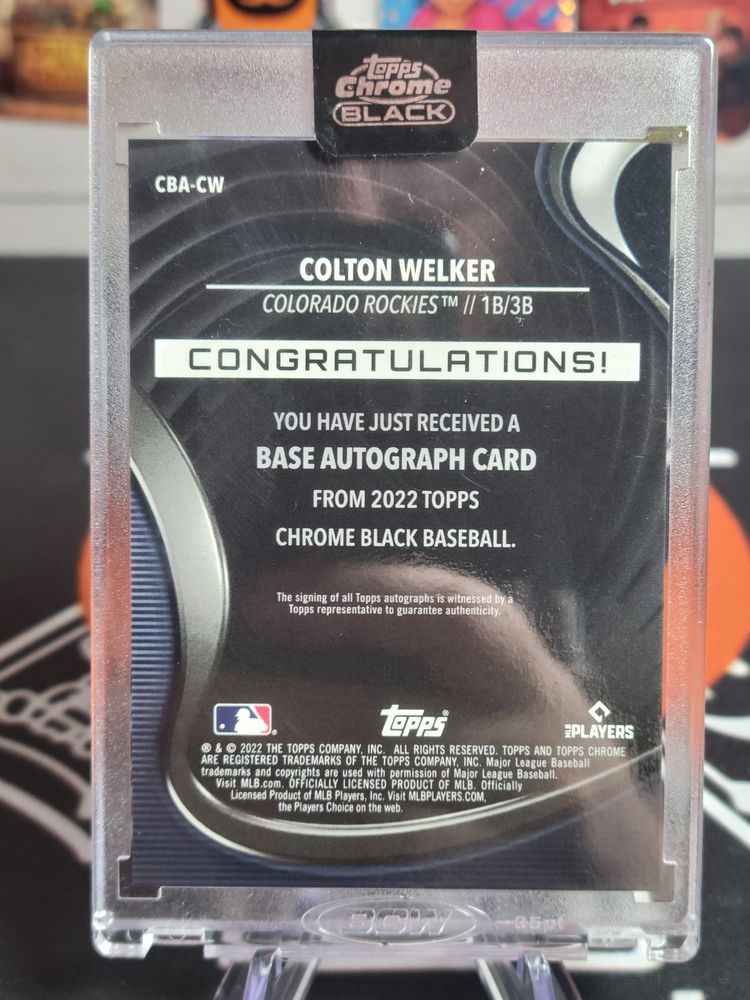 topps
Chrome
BLACK
CBA-CW
COLTON WELKER
COLORADO ROCKIES™ // 1B/3B
CONGRATULATIONS!
YOU HAVE JUST RECEIVED A
BASE AUTOGRAPH CARD
FROM 2022 TOPPS
CHROME BLACK BASEBALL.
The signing of all Topps autographs is witnessed by a
Topps representative to guarantee authenticity.
topps®
MLB PLAYERS
® & © 2022 THE TOPPS COMPANY, INC. ALL RIGHTS RESERVED. TOPPS AND TOPPS CHROME
ARE REGISTERED TRADEMARKS OF THE TOPPS COMPANY, INC. Major League Baseball
trademarks and copyrights are used with permission of Major League Baseball.
Visit MLB.com. OFFICIALLY LICENSED PRODUCT OF MLB. Officially
Licensed Product of MLB Players, Inc. Visit MLBPLAYERS.COM,
the Players Choice on the web.
BCW 35pt